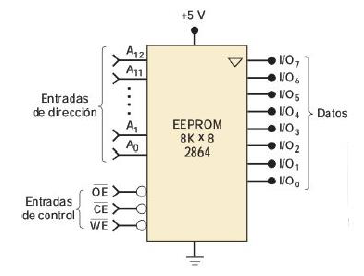 +5 V
Entradas
de dirección
A12
A11
A1
A0
EEPROM
8K × 8
2864
I/O7
I/O6
I/O5
I/O4
I/O3
I/O2
I/O1
I/O0
Datos
Entradas
de control
OE
CE
WE